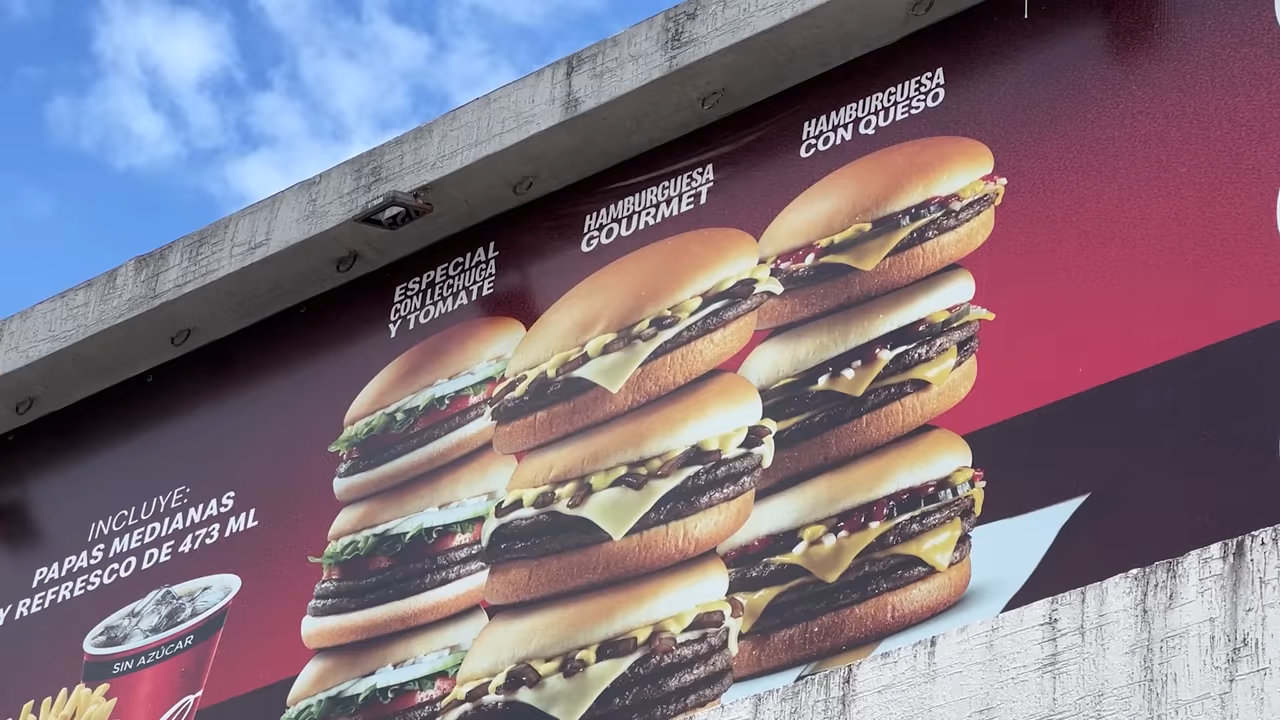 HAMBURGUESA
CON QUESO
HAMBURGUESA
GOURMET
ESPECIAL
CON LECHUGA
Y TOMATE
INCLUYE:
PAPAS MEDIANAS
Y REFRESCO DE 473 ML
SIN AZÚCAR